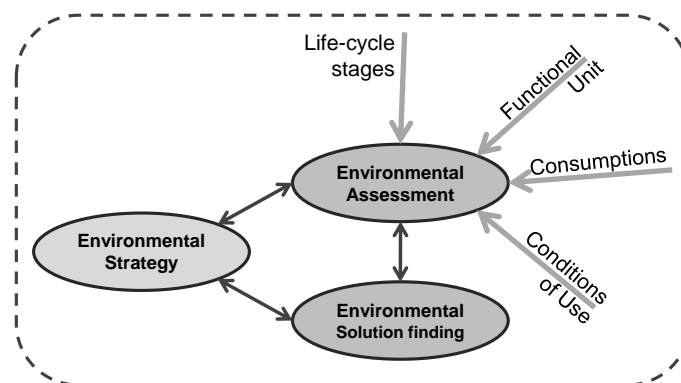 Life-cycle
stages
Functional
Unit
Consumptions
Conditions
of Use
Environmental
Assessment
Environmental
Strategy
Environmental
Solution finding